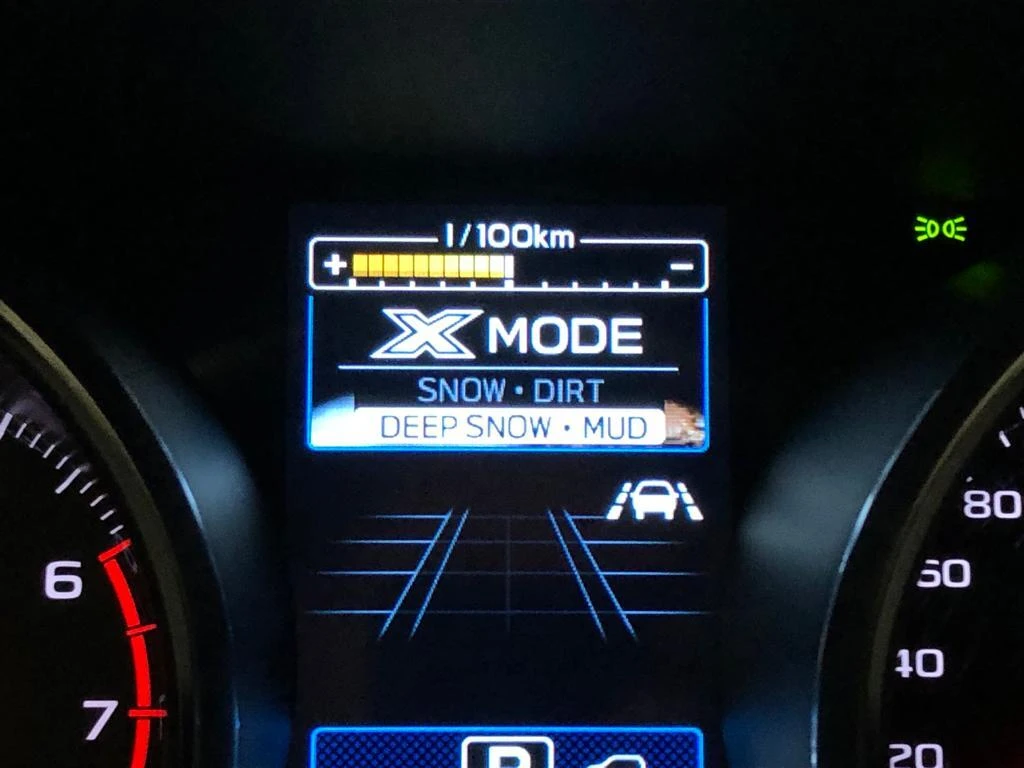 l/100km
+ -
X MODE
SNOW · DIRT
DEEP SNOW · MUD
80
6
60
40
7
20